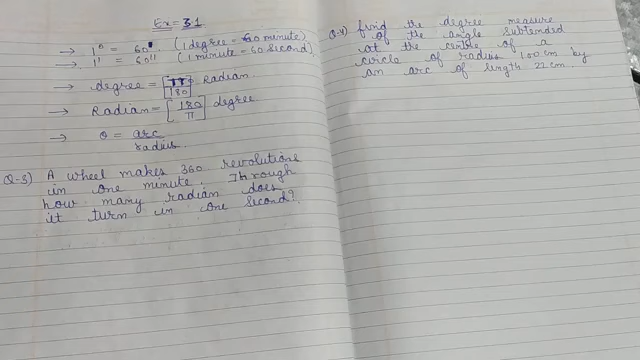 Ex = 3.1
→ 1° = 60' (1 degree = 60 minute)
→ 1' = 60'' (1 minute = 60 second)
→ degree = [π/180] Radian
→ Radian = [180/π] degree
→ θ = arc/radius
Q-3) A wheel makes 360 revolutions
in one minute. Through
how many radian does
it turn in one second?
Q-4) find the degree measure
of the angle subtended
at the centre of a
circle of radius 100 cm by
an arc of length 22 cm.